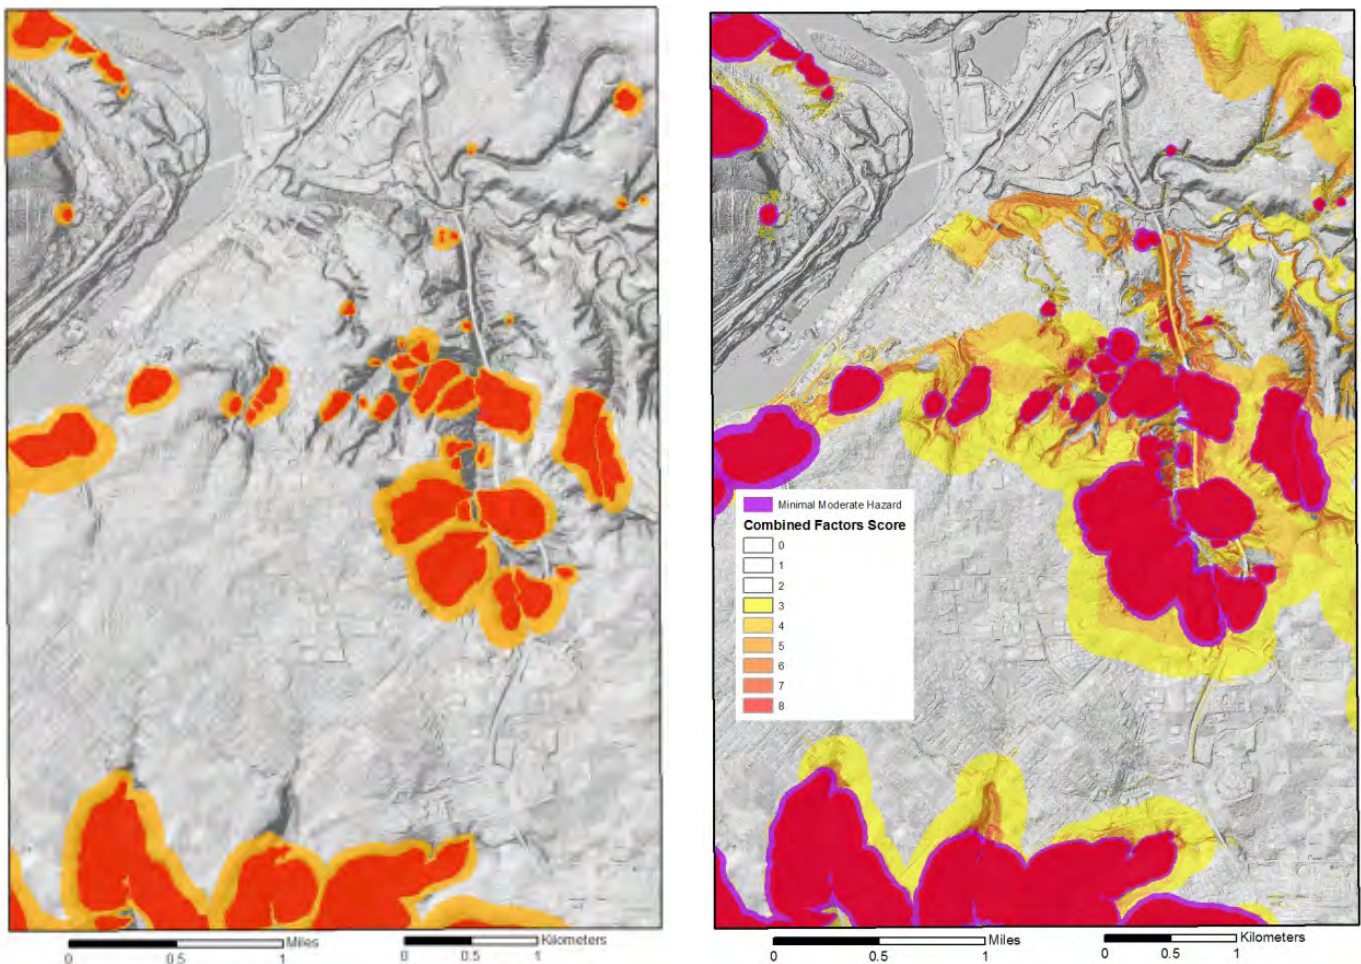 Minimal Moderate Hazard
Combined Factors Score
0
1
2
3
4
5
6
7
8
Miles
0 0.5 1
Kilometers
0 0.5 1
Miles
0 0.5 1
Kilometers
0 0.5 1